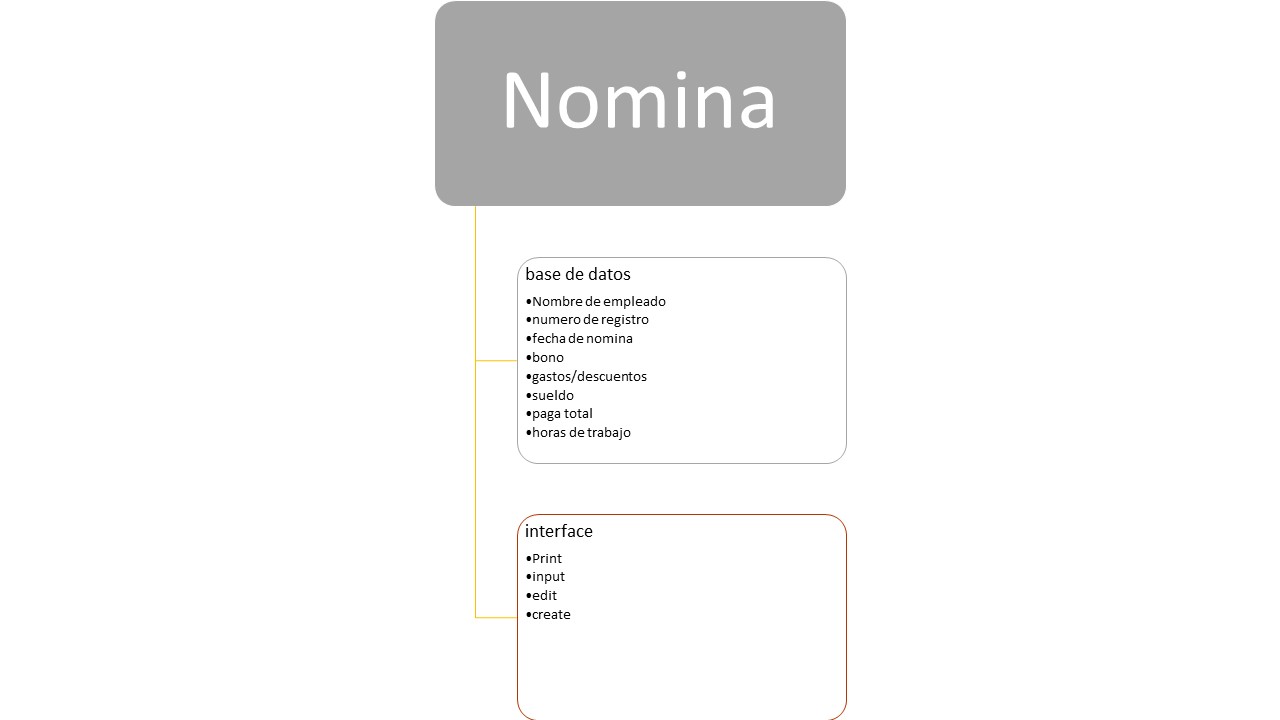 Nomina
base de datos
•Nombre de empleado
•numero de registro
•fecha de nomina
•bono
•gastos/descuentos
•sueldo
•paga total
•horas de trabajo
interface
•Print
•input
•edit
•create